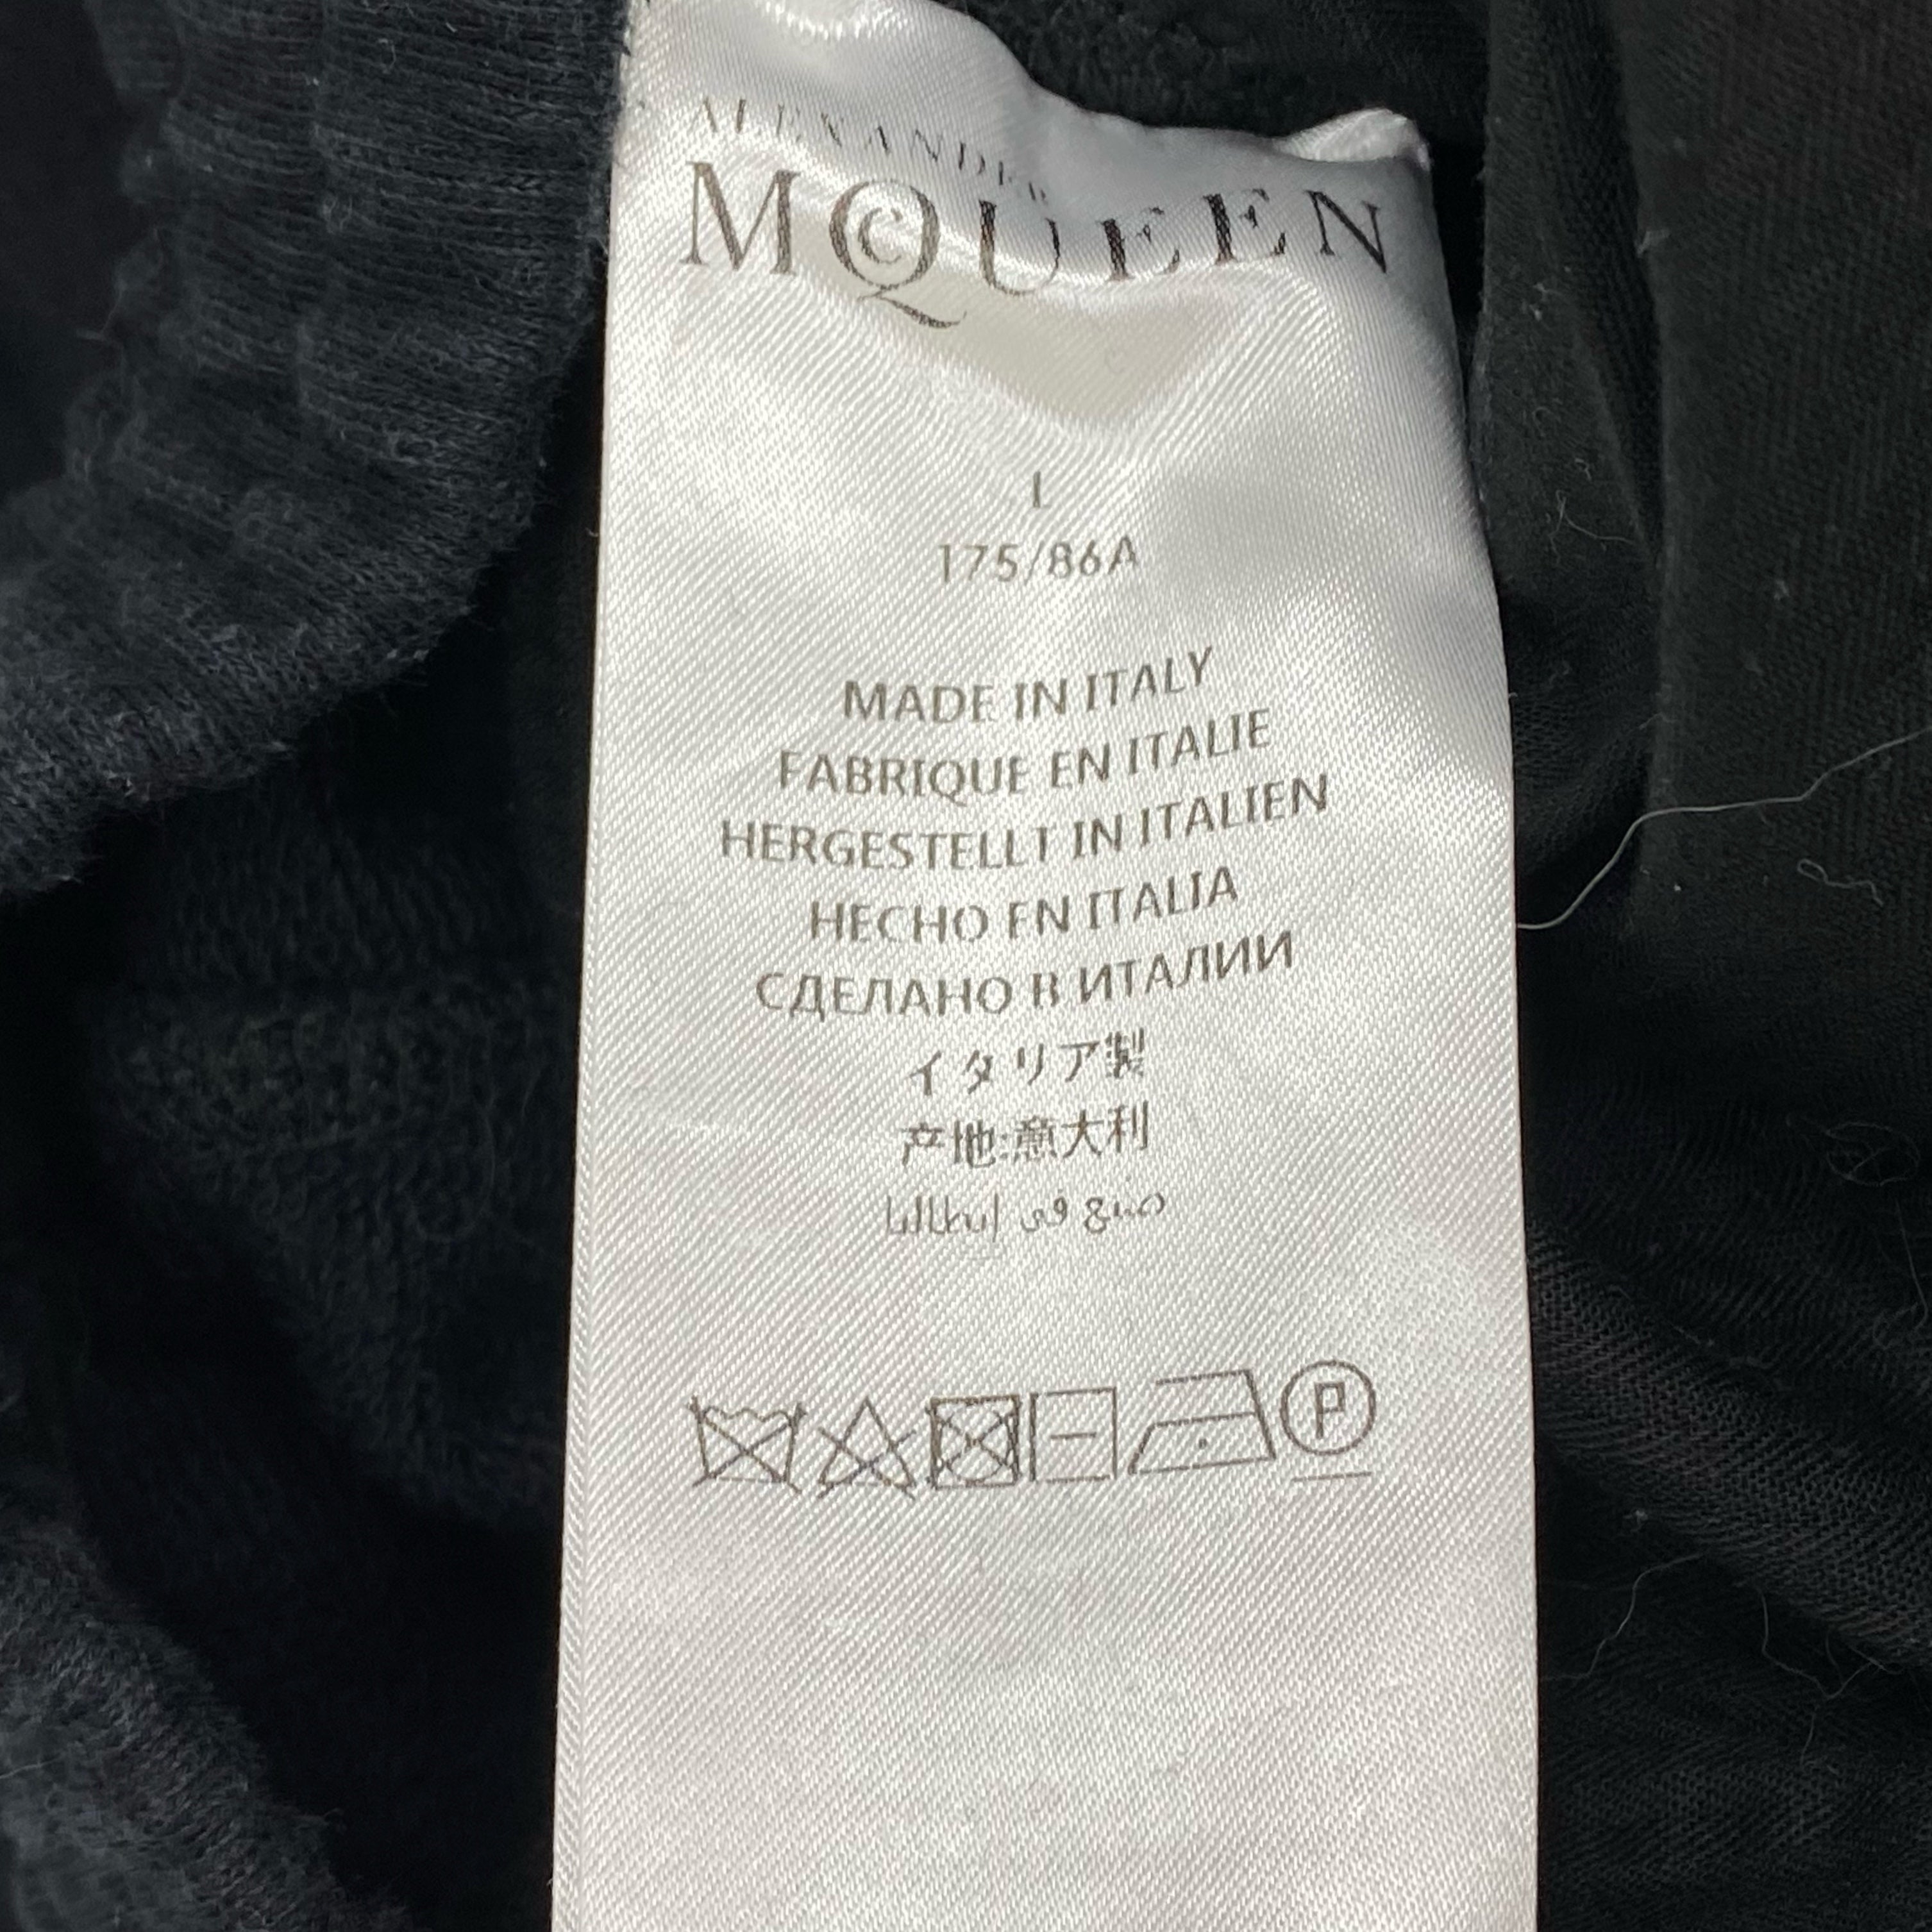 ALEXANDER
McQUEEN
L
175/86A
MADE IN ITALY
FABRIQUE EN ITALIE
HERGESTELLT IN ITALIEN
HECHO EN ITALIA
СДЕЛАНО В ИТАЛИИ
イタリア製
产地:意大利
صنع في إيطاليا
P